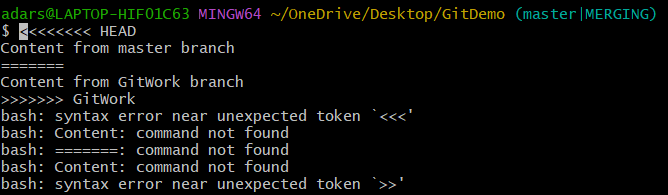 adars@LAPTOP-HIFO1C63 MINGW64 ~/OneDrive/Desktop/GitDemo (master|MERGING)
$ <<<<<<<< HEAD
Content from master branch
=======
Content from GitWork branch
>>>>>>> GitWork
bash: syntax error near unexpected token `<<<'
bash: Content: command not found
bash: =======: command not found
bash: Content: command not found
bash: syntax error near unexpected token `>>'